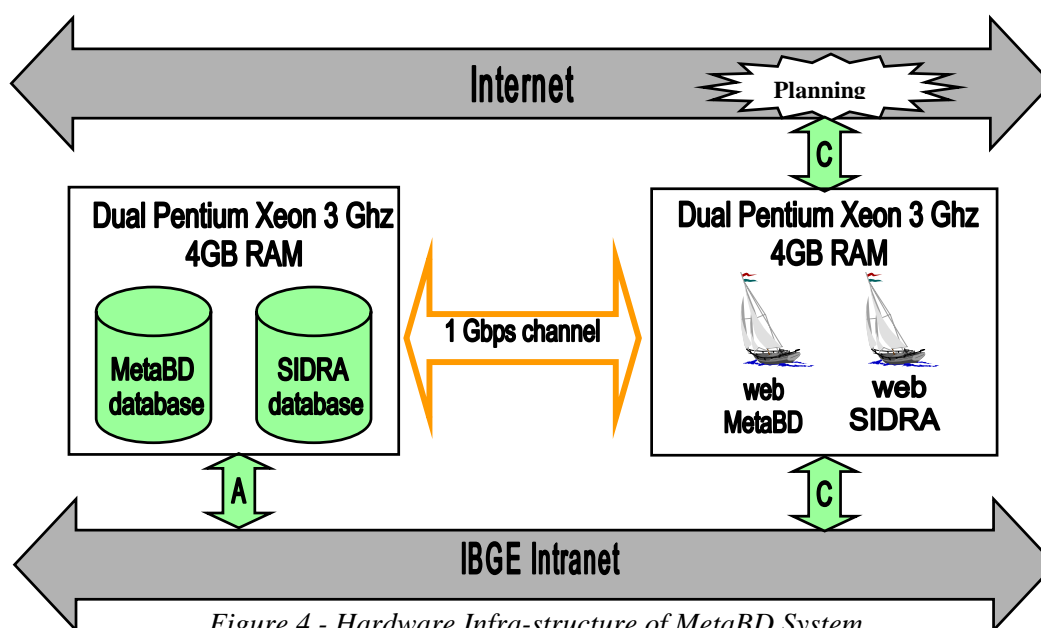 Internet
Planning
C
Dual Pentium Xeon 3 Ghz
4GB RAM
MetaBD
database
SIDRA
database
1 Gbps channel
Dual Pentium Xeon 3 Ghz
4GB RAM
web
MetaBD
web
SIDRA
A
C
IBGE Intranet
Figure 4 - Hardware Infra-structure of MetaBD System